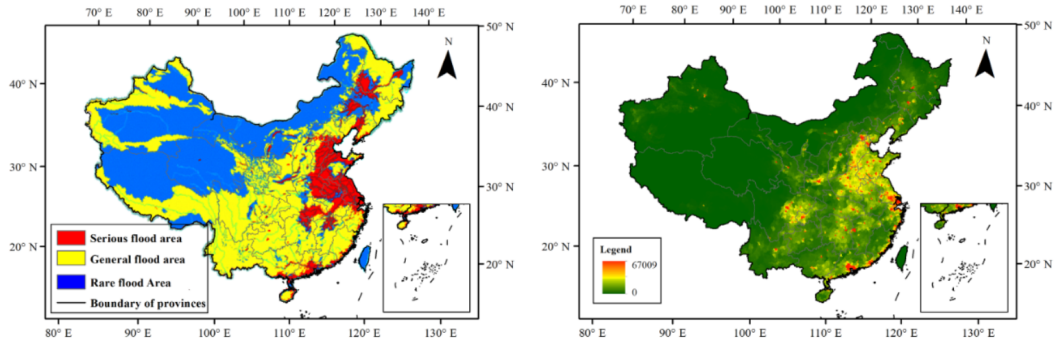 70° E 80° E 90° E 100° E 110° E 120° E 125° E 130° E 140° E
50° N
N
40° N
40° N
30° N
30° N
20° N
20° N
Serious flood area
General flood area
Rare flood Area
Boundary of provinces
80° E 90° E 100° E 110° E 120° E 130° E
70° E 80° E 90° E 100° E 110° E 120° E 125° E 130° E 140° E
50° N
N
40° N
40° N
30° N
30° N
20° N
20° N
Legend
67009
0
80° E 90° E 100° E 110° E 120° E 130° E